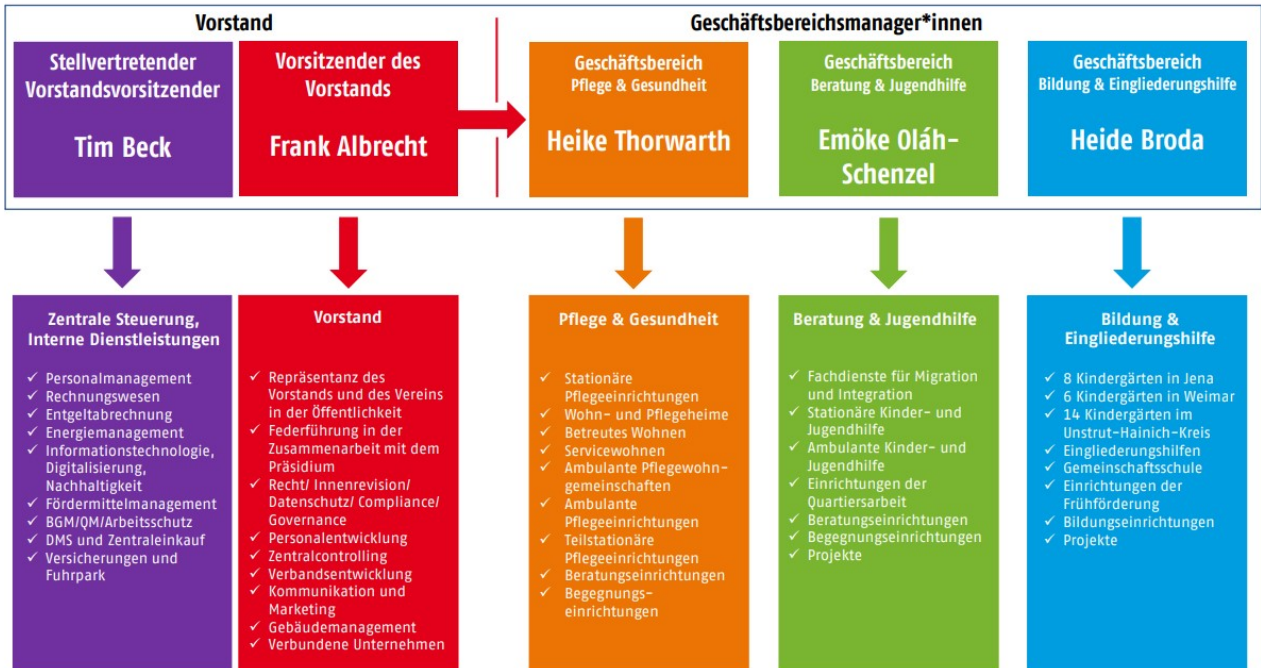 Vorstand
Geschäftsbereichsmanager*innen
Stellvertretender
Vorstandsvorsitzender
Tim Beck
Vorsitzender des
Vorstands
Frank Albrecht
Geschäftsbereich
Pflege & Gesundheit
Heike Thorwarth
Geschäftsbereich
Beratung & Jugendhilfe
Emöke Oláh-
Schenzel
Geschäftsbereich
Bildung & Eingliederungshilfe
Heide Broda
Zentrale Steuerung,
Interne Dienstleistungen
✓ Personalmanagement
✓ Rechnungswesen
✓ Entgeltabrechnung
✓ Energiemanagement
✓ Informationstechnologie,
Digitalisierung,
Nachhaltigkeit
✓ Fördermittelmanagement
✓ BGM/QM/Arbeitsschutz
✓ DMS und Zentraleinkauf
✓ Versicherungen und
Fuhrpark
Vorstand
✓ Repräsentanz des
Vorstands und des Vereins
in der Öffentlichkeit
✓ Federführung in der
Zusammenarbeit mit dem
Präsidium
✓ Recht/ Innenrevision/
Datenschutz/ Compliance/
Governance
✓ Personalentwicklung
✓ Zentralcontrolling
✓ Verbandsentwicklung
✓ Kommunikation und
Marketing
✓ Gebäudemanagement
✓ Verbundene Unternehmen
Pflege & Gesundheit
✓ Stationäre
Pflegeeinrichtungen
✓ Wohn- und Pflegeheime
✓ Betreutes Wohnen
✓ Servicewohnen
✓ Ambulante Pflegewohn-
gemeinschaften
✓ Ambulante
Pflegeeinrichtungen
✓ Teilstationäre
Pflegeeinrichtungen
✓ Beratungseinrichtungen
✓ Begegnungs-
einrichtungen
Beratung & Jugendhilfe
✓ Fachdienste für Migration
und Integration
✓ Stationäre Kinder- und
Jugendhilfe
✓ Ambulante Kinder- und
Jugendhilfe
✓ Einrichtungen der
Quartiersarbeit
✓ Beratungseinrichtungen
✓ Begegnungseinrichtungen
✓ Projekte
Bildung &
Eingliederungshilfe
✓ 8 Kindergärten in Jena
✓ 6 Kindergärten in Weimar
✓ 14 Kindergärten im
Unstrut-Hainich-Kreis
✓ Eingliederungshilfen
✓ Gemeinschaftsschule
✓ Einrichtungen der
Frühförderung
✓ Bildungseinrichtungen
✓ Projekte